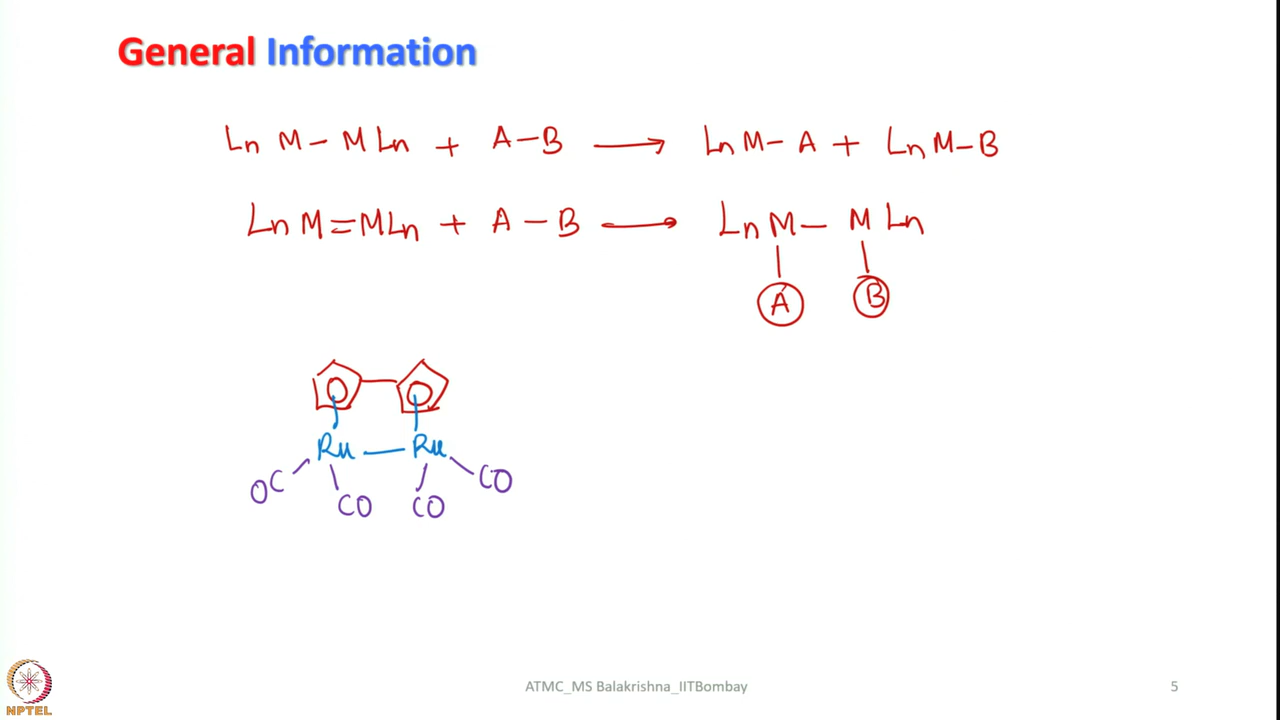 General Information
Ln M - M Ln + A - B ⟶ Ln M - A + Ln M - B
Ln M = M Ln + A - B ⟶ Ln M - M Ln
A B
Ru — Ru
OC CO CO CO
ATMC_MS Balakrishna_IITBombay 5
NPTEL